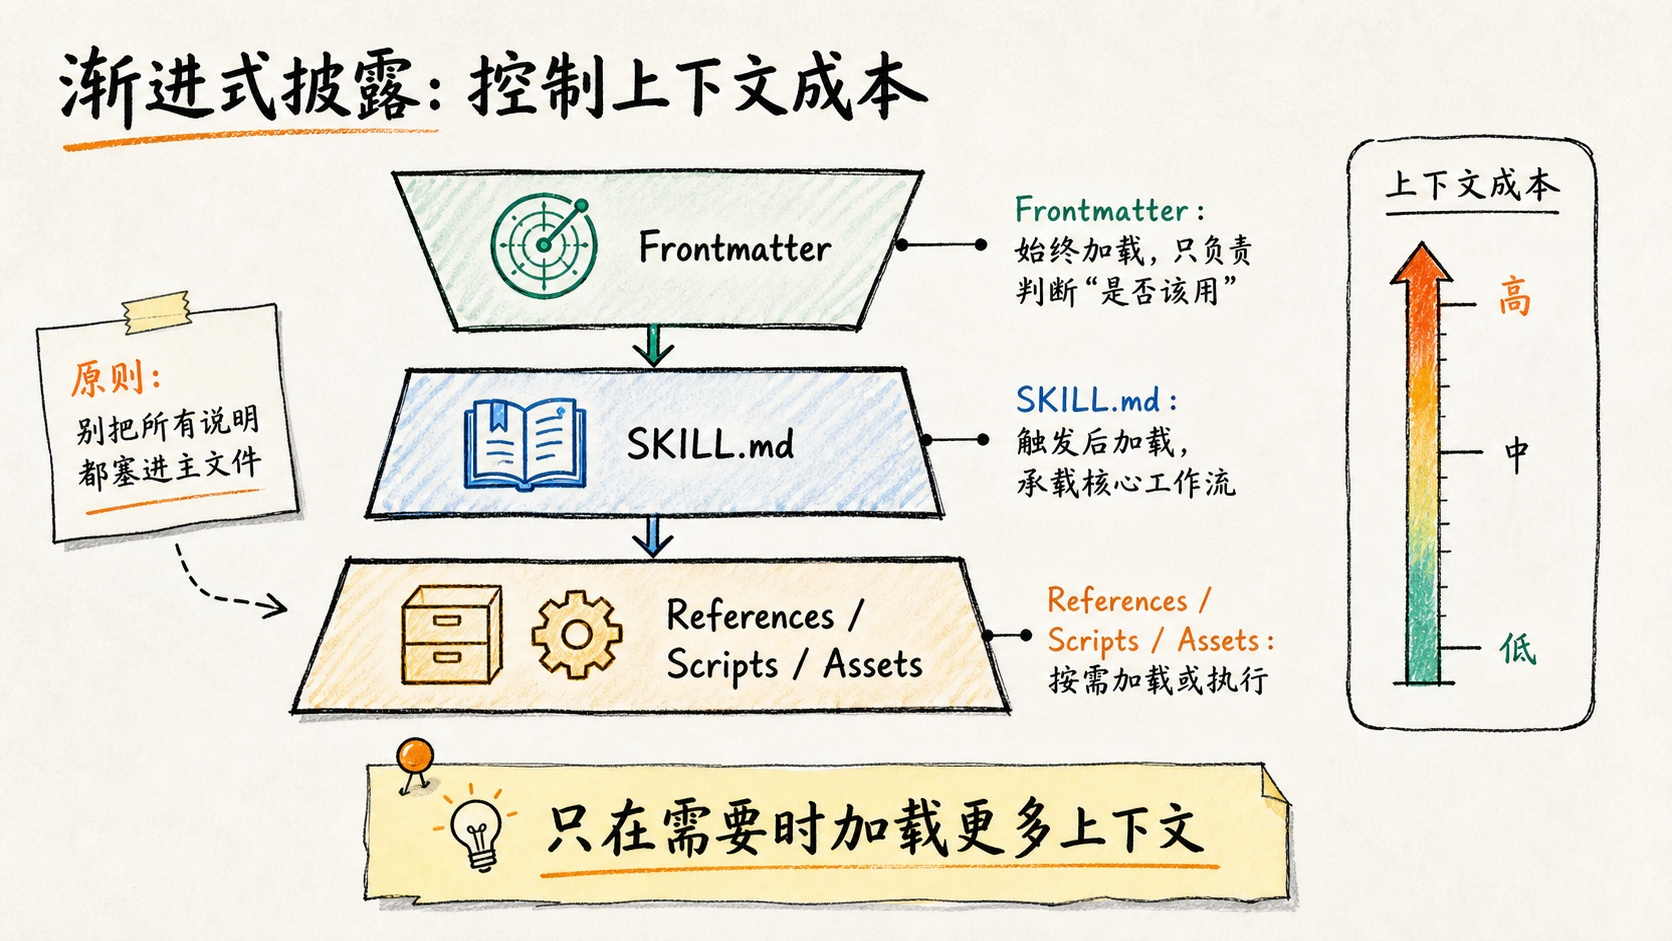 渐进式披露: 控制上下文成本
Frontmatter
Frontmatter:
始终加载, 只负责
判断“是否该用”
原则:
别把所有说明
都塞进主文件
SKILL.md
SKILL.md:
触发后加载,
承载核心工作流
References /
Scripts / Assets
References /
Scripts / Assets:
按需加载或执行
上下文成本
高
中
低
只在需要时加载更多上下文